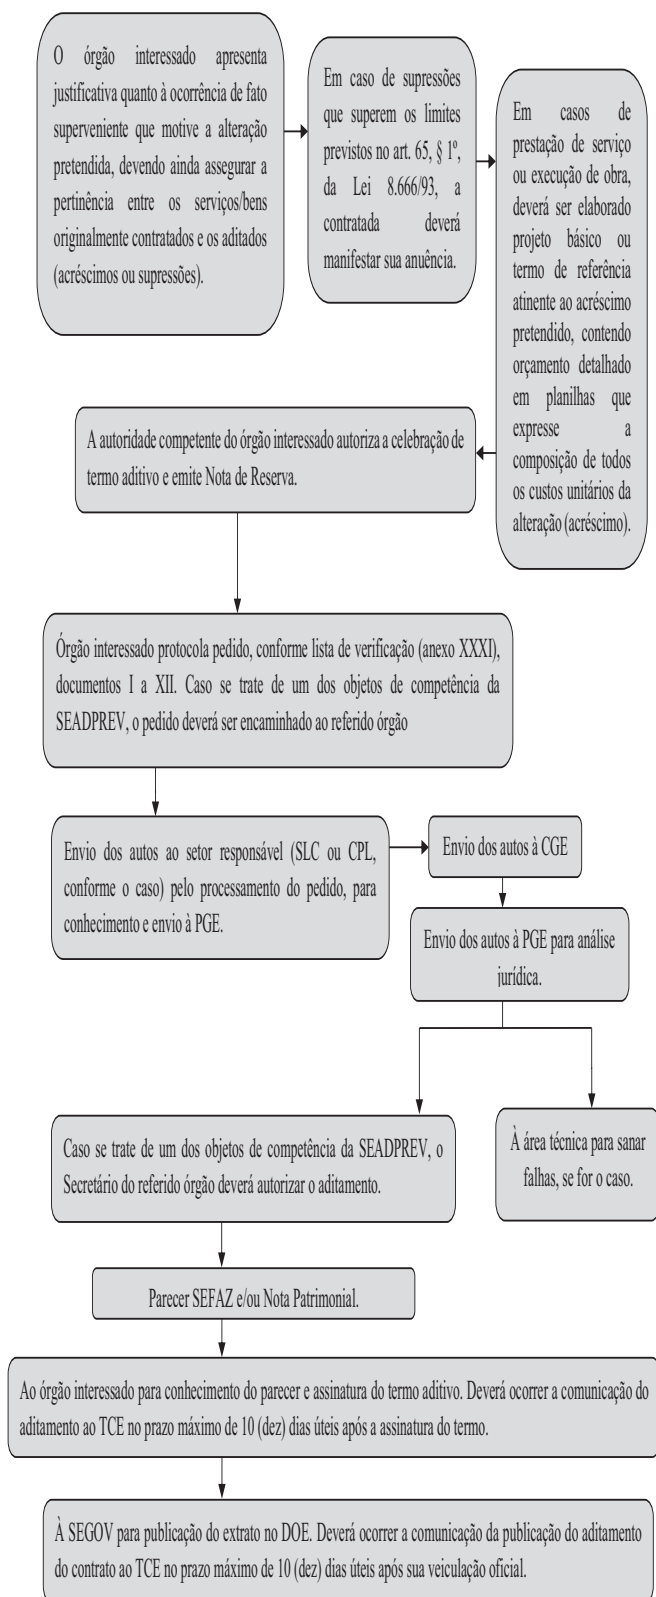 O órgão interessado apresenta
justificativa quanto à ocorrência de fato
superveniente que motive a alteração
pretendida, devendo ainda assegurar a
pertinência entre os serviços/bens
originalmente contratados e os aditados
(acréscimos ou supressões).
Em caso de supressões
que superem os limites
previstos no art. 65, § 1º,
da Lei 8.666/93, a
contratada deverá
manifestar sua anuência.
Em casos de
prestação de serviço
ou execução de obra,
deverá ser elaborado
projeto básico ou
termo de referência
atinente ao acréscimo
pretendido, contendo
orçamento detalhado
em planilhas que
expresse a
composição de todos
os custos unitários da
alteração (acréscimo).
A autoridade competente do órgão interessado autoriza a celebração de
termo aditivo e emite Nota de Reserva.
Órgão interessado protocola pedido, conforme lista de verificação (anexo XXXI),
documentos I a XII. Caso se trate de um dos objetos de competência da
SEADPREV, o pedido deverá ser encaminhado ao referido órgão
Envio dos autos ao setor responsável (SLC ou CPL,
conforme o caso) pelo processamento do pedido, para
conhecimento e envio à PGE.
Envio dos autos à CGE
Envio dos autos à PGE para análise
jurídica.
Caso se trate de um dos objetos de competência da SEADPREV, o
Secretário do referido órgão deverá autorizar o aditamento.
À área técnica para sanar
falhas, se for o caso.
Parecer SEFAZ e/ou Nota Patrimonial.
Ao órgão interessado para conhecimento do parecer e assinatura do termo aditivo. Deverá ocorrer a comunicação do
aditamento ao TCE no prazo máximo de 10 (dez) dias úteis após a assinatura do termo.
À SEGOV para publicação do extrato no DOE. Deverá ocorrer a comunicação da publicação do aditamento
do contrato ao TCE no prazo máximo de 10 (dez) dias úteis após sua veiculação oficial.